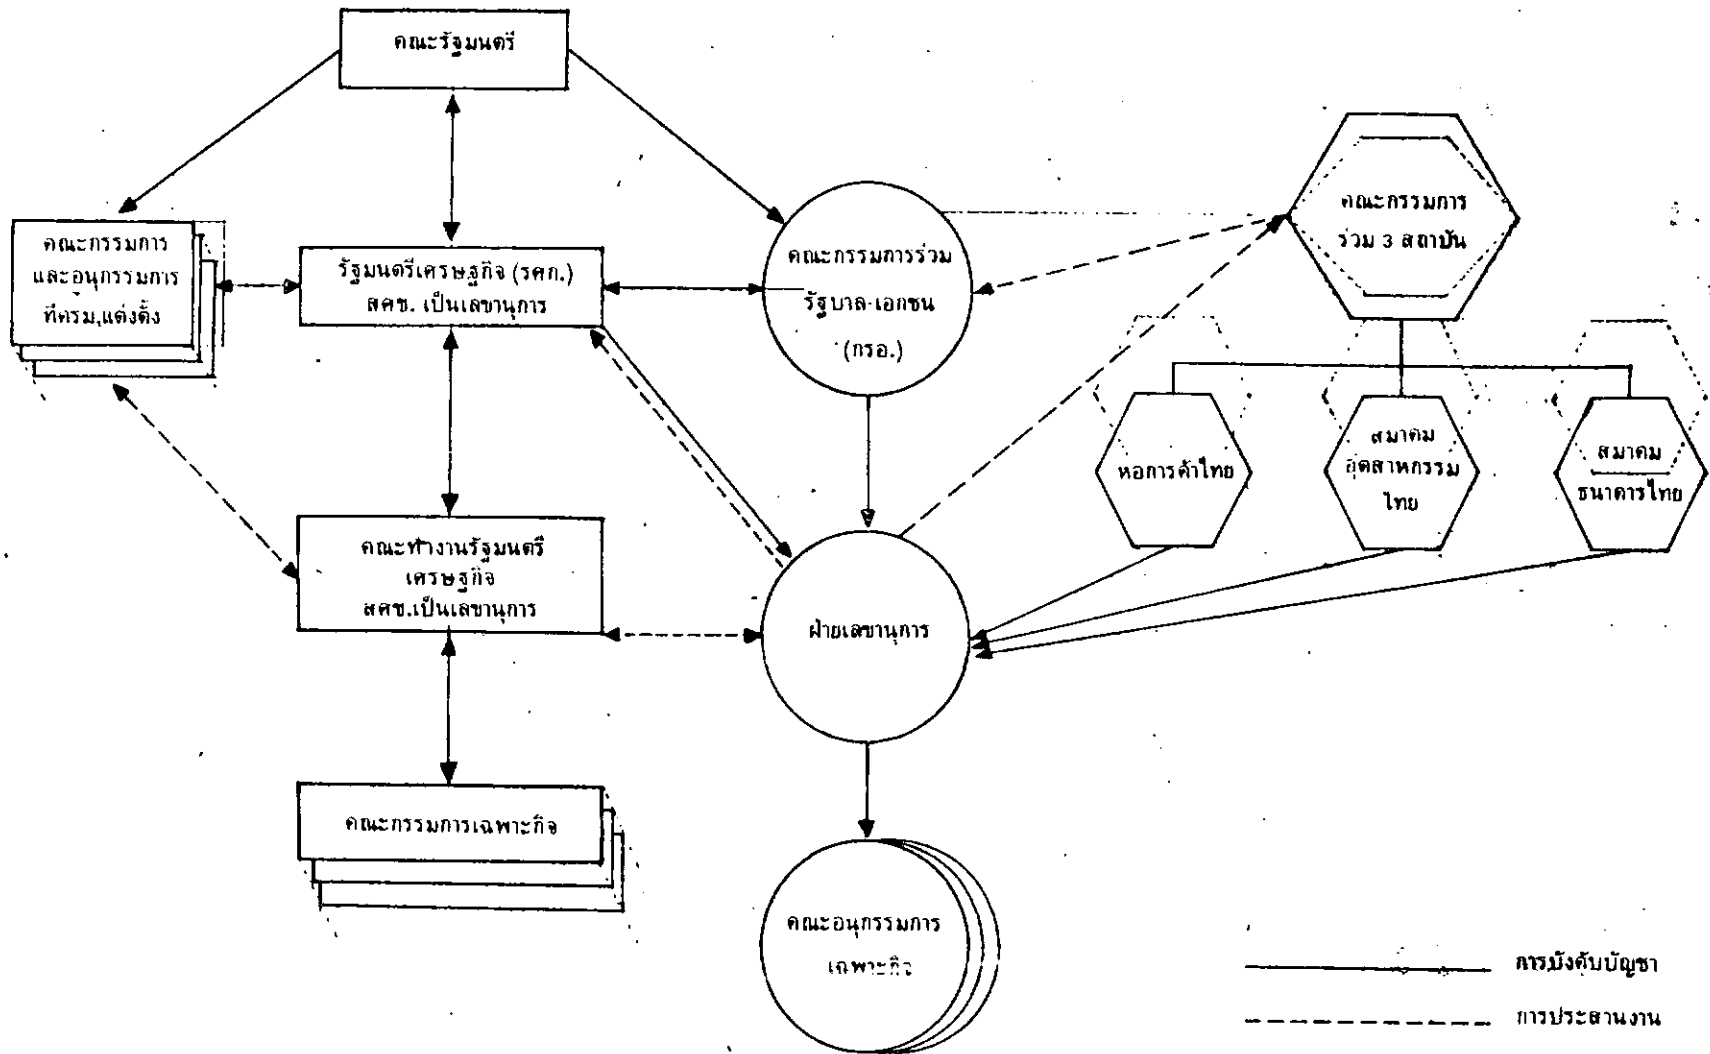 คณะรัฐมนตรี
คณะกรรมการ
และอนุกรรมการ
ที่ครม.แต่งตั้ง
รัฐมนตรีเศรษฐกิจ (รศก.)
สศช. เป็นเลขานุการ
คณะกรรมการร่วม
รัฐบาล-เอกชน
(กรอ.)
คณะกรรมการ
ร่วม 3 สถาบัน
หอการค้าไทย
สมาคม
อุตสาหกรรม
ไทย
สมาคม
ธนาคารไทย
คณะทำงานรัฐมนตรี
เศรษฐกิจ
สศช.เป็นเลขานุการ
ฝ่ายเลขานุการ
คณะกรรมการเฉพาะกิจ
คณะอนุกรรมการ
เฉพาะกิจ
การบังคับบัญชา
การประสานงาน